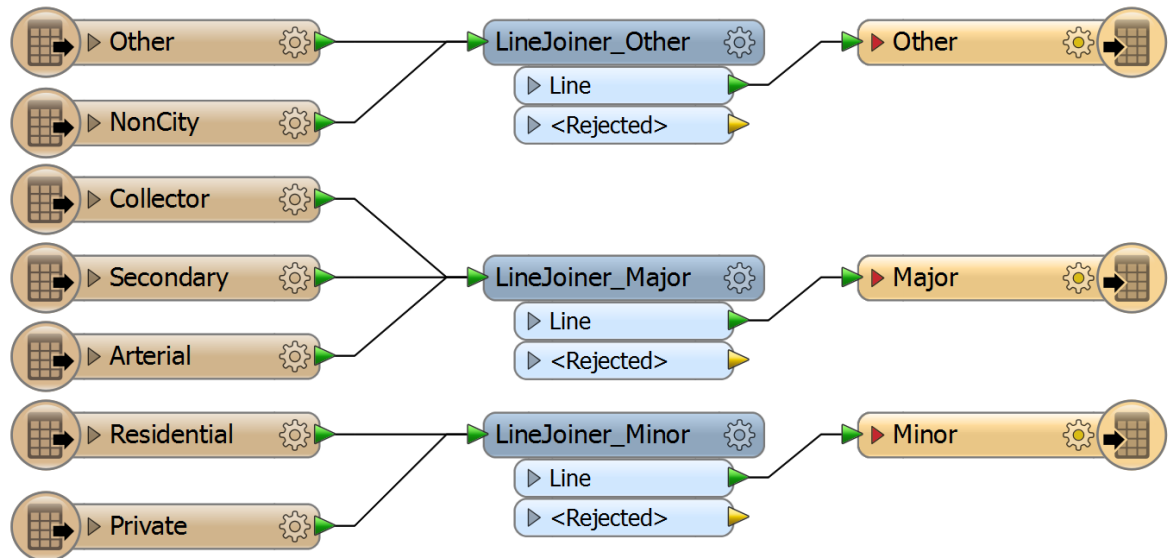 Other
LineJoiner_Other
Other
Line
NonCity
<Rejected>
Collector
Secondary
LineJoiner_Major
Major
Line
Arterial
<Rejected>
Residential
LineJoiner_Minor
Minor
Line
Private
<Rejected>